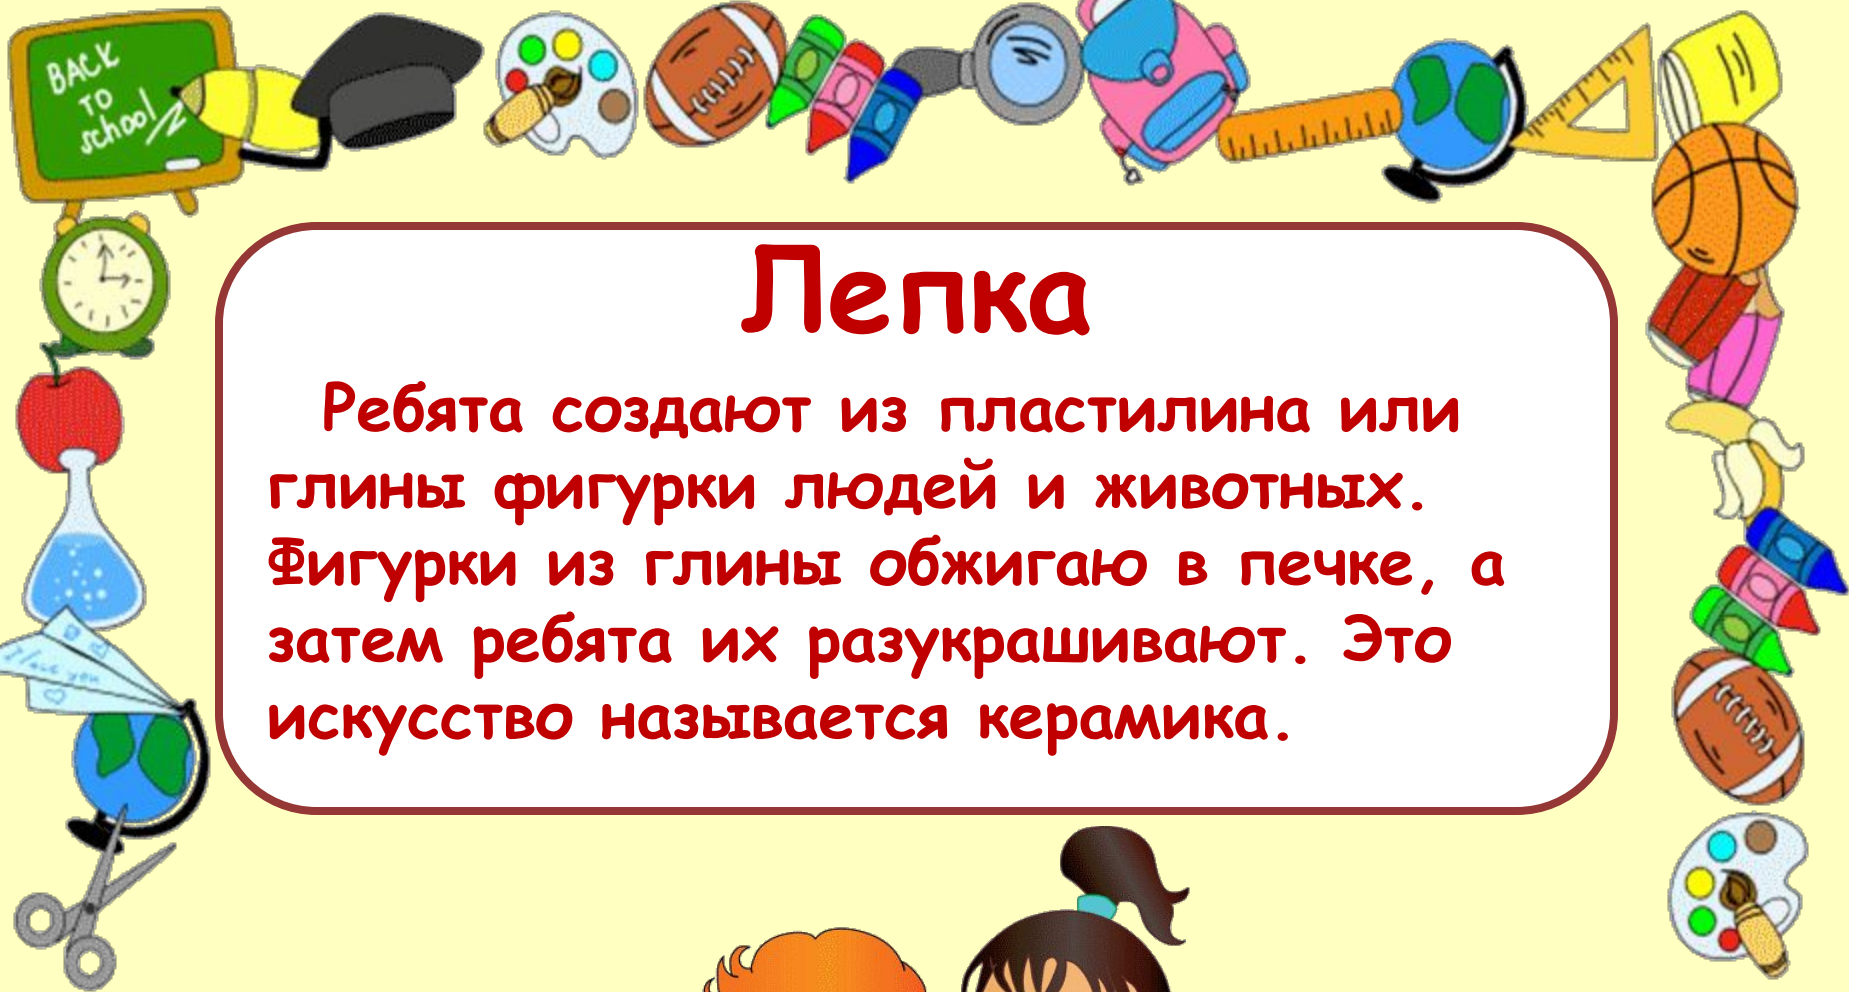 BACK
TO
school
Лепка
Ребята создают из пластилина или
глины фигурки людей и животных.
Фигурки из глины обжигаю в печке, а
затем ребята их разукрашивают. Это
искусство называется керамика.